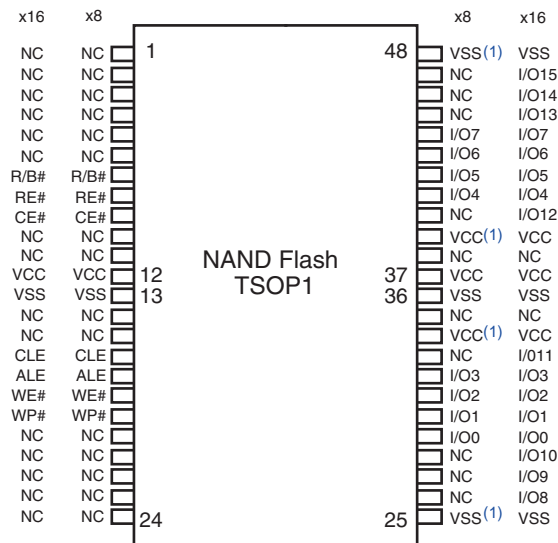 x16 x8 x8 x16
NC NC 1 48 VSS(1) VSS
NC NC NC I/O15
NC NC NC I/O14
NC NC NC I/O13
NC NC I/O7 I/O7
NC NC I/O6 I/O6
R/B# R/B# I/O5 I/O5
RE# RE# I/O4 I/O4
CE# CE# NC I/O12
NC NC VCC(1) VCC
NC NC NAND Flash NC NC
VCC VCC 12 TSOP1 37 VCC VCC
VSS VSS 13 36 VSS VSS
NC NC NC NC
NC NC VCC(1) VCC
CLE CLE NC I/011
ALE ALE I/O3 I/O3
WE# WE# I/O2 I/O2
WP# WP# I/O1 I/O1
NC NC I/O0 I/O0
NC NC NC I/O10
NC NC NC I/O9
NC NC NC I/O8
NC NC 24 25 VSS(1) VSS